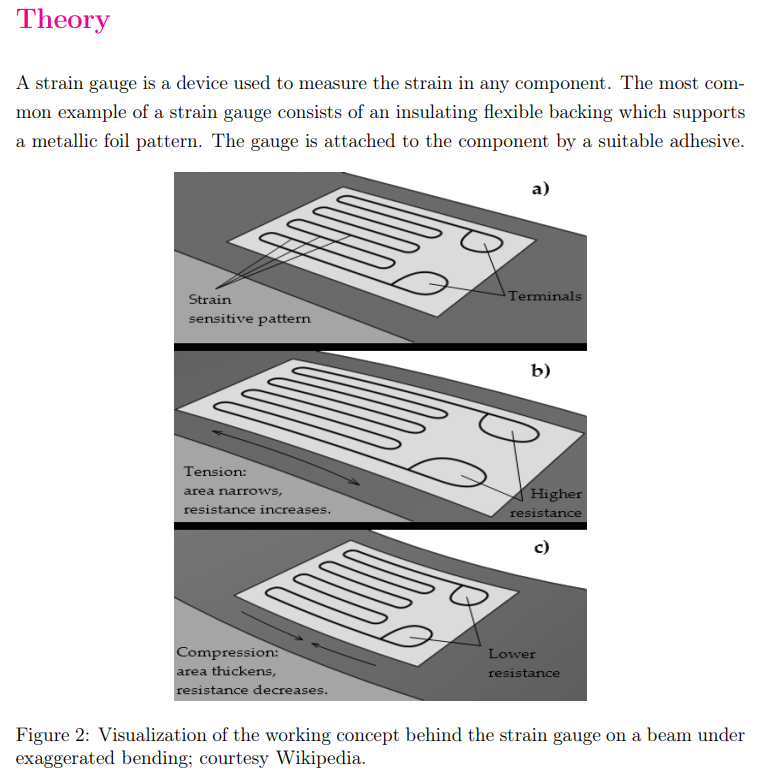 Theory
A strain gauge is a device used to measure the strain in any component. The most com-
mon example of a strain gauge consists of an insulating flexible backing which supports
a metallic foil pattern. The gauge is attached to the component by a suitable adhesive.
a)
Strain
sensitive pattern
Terminals
b)
Tension:
area narrows,
resistance increases.
Higher
resistance
c)
Compression:
area thickens,
resistance decreases.
Lower
resistance
Figure 2: Visualization of the working concept behind the strain gauge on a beam under
exaggerated bending; courtesy Wikipedia.